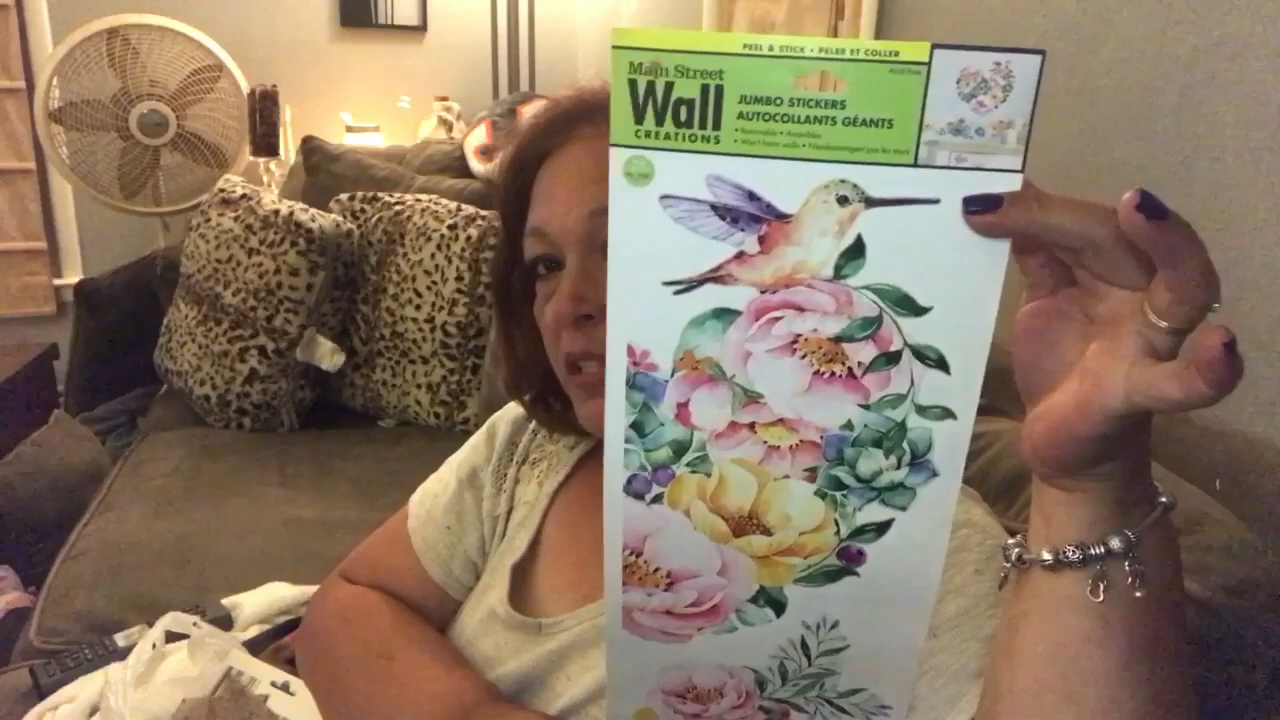 PEEL & STICK • PELER ET COLLER
Main Street
Wall
CREATIONS
JUMBO STICKERS
AUTOCOLLANTS GÉANTS
• Removable • Amovibles
• Won't harm walls • N'endommagent pas les murs